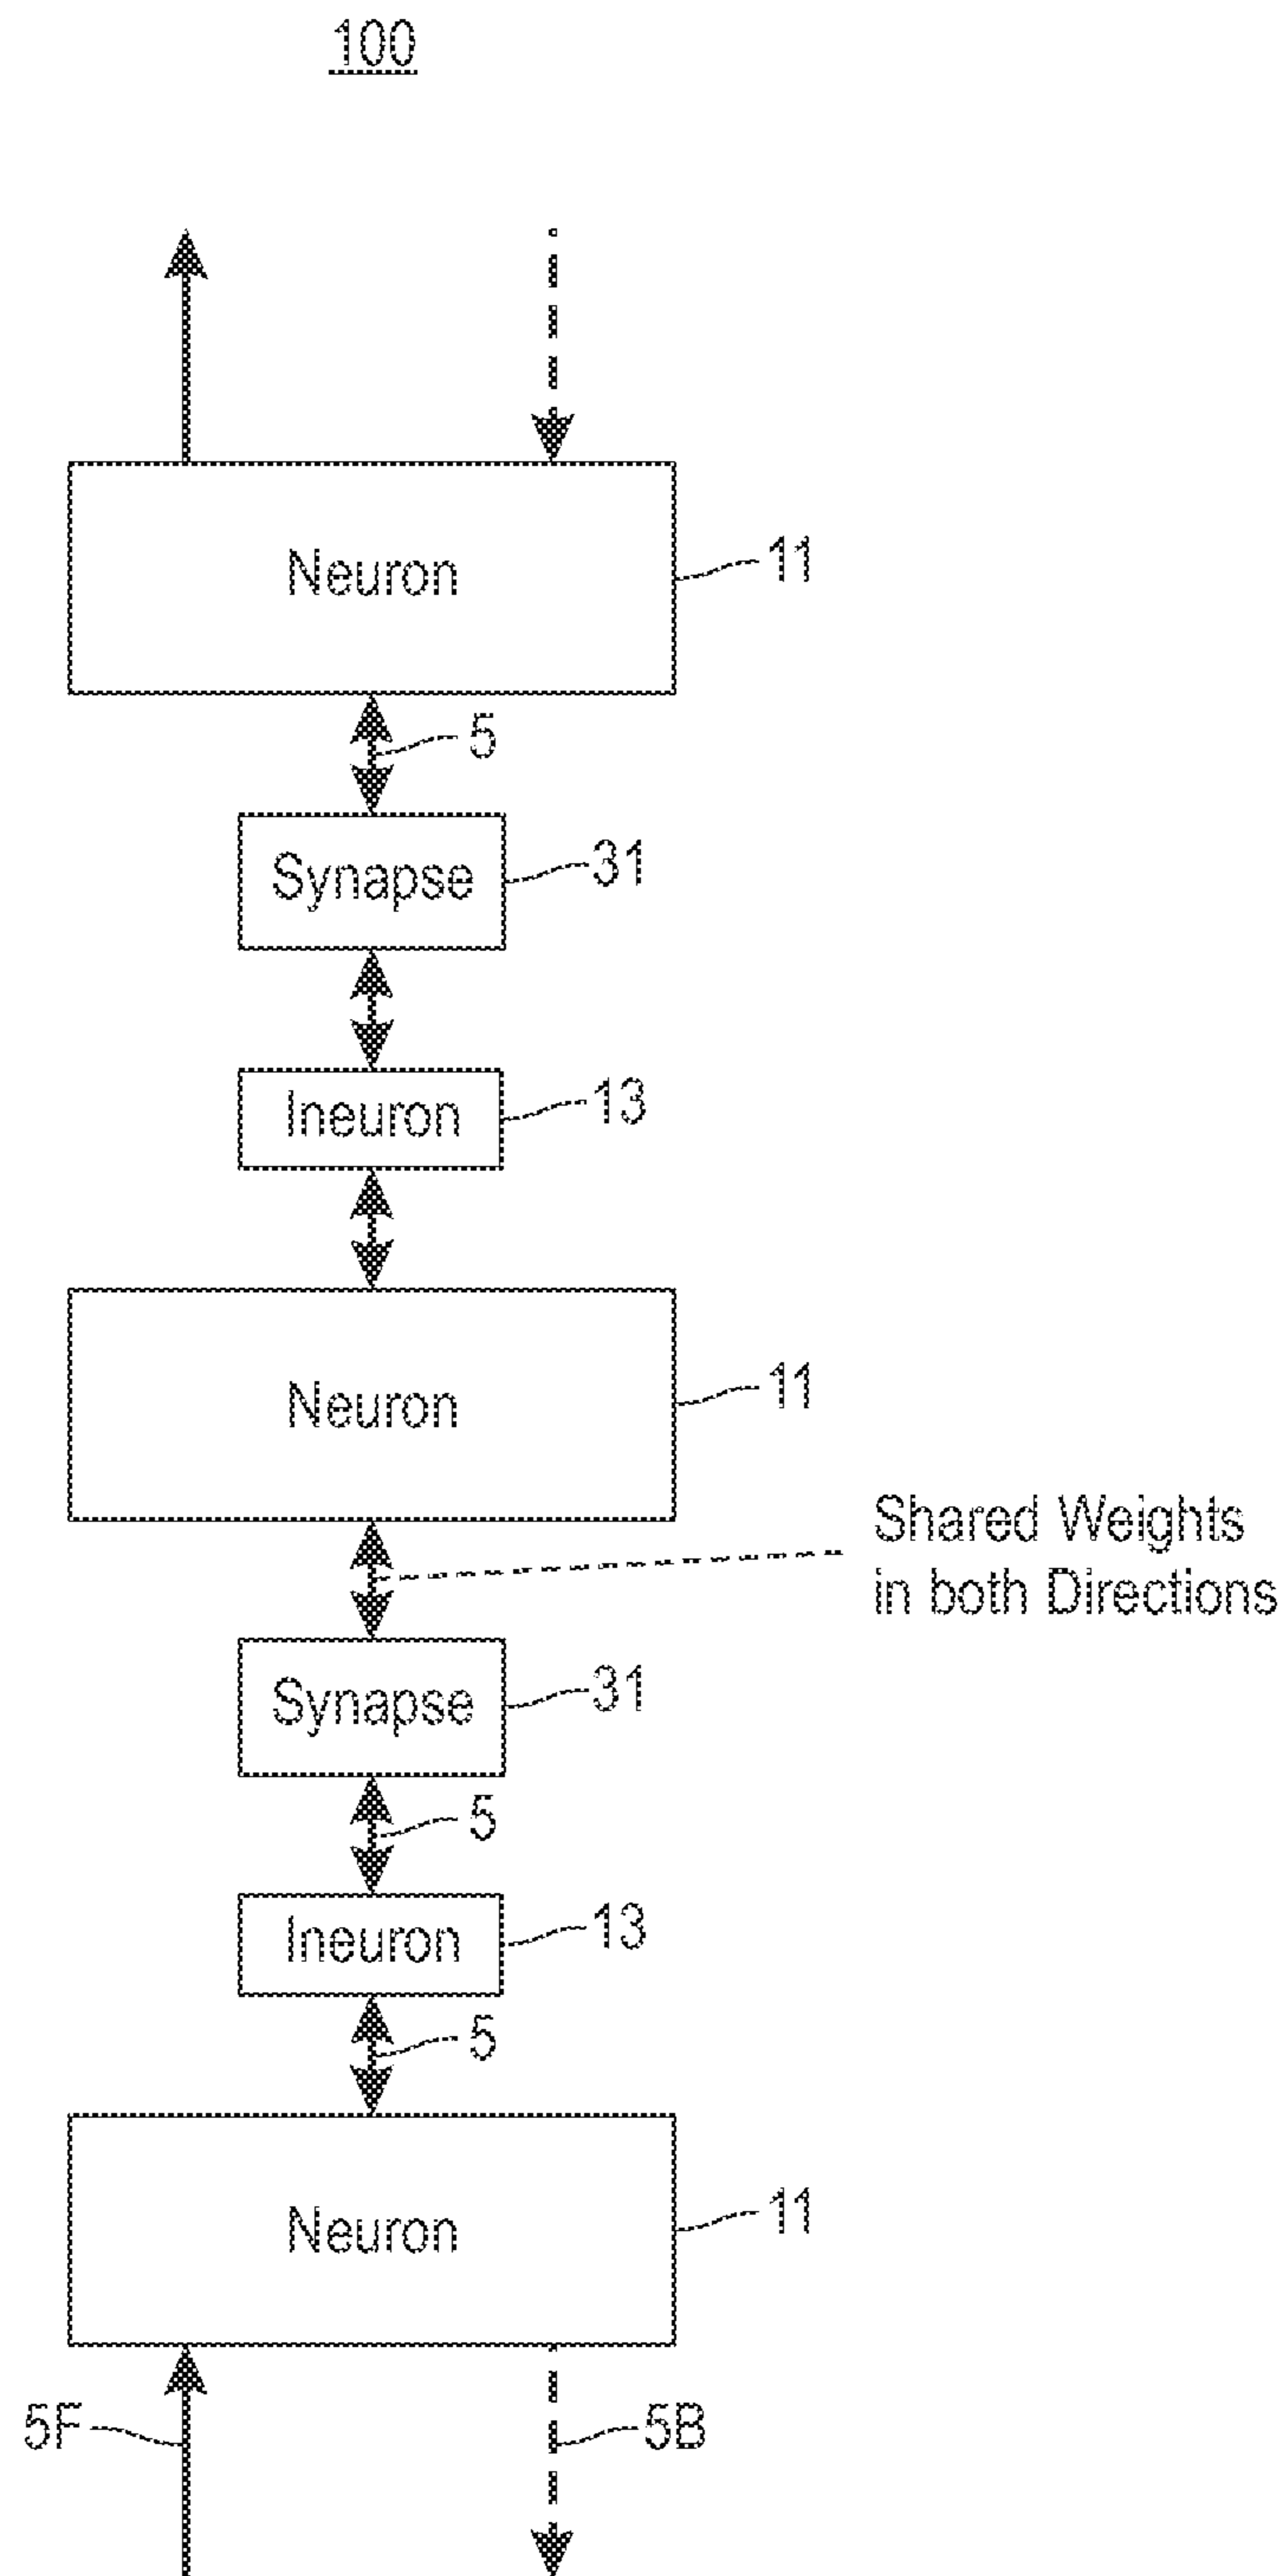 100
Neuron
11
5
Synapse
31
Ineuron
13
Neuron
11
Shared Weights
in both Directions
Synapse
31
5
Ineuron
13
5
Neuron
11
5F
5B